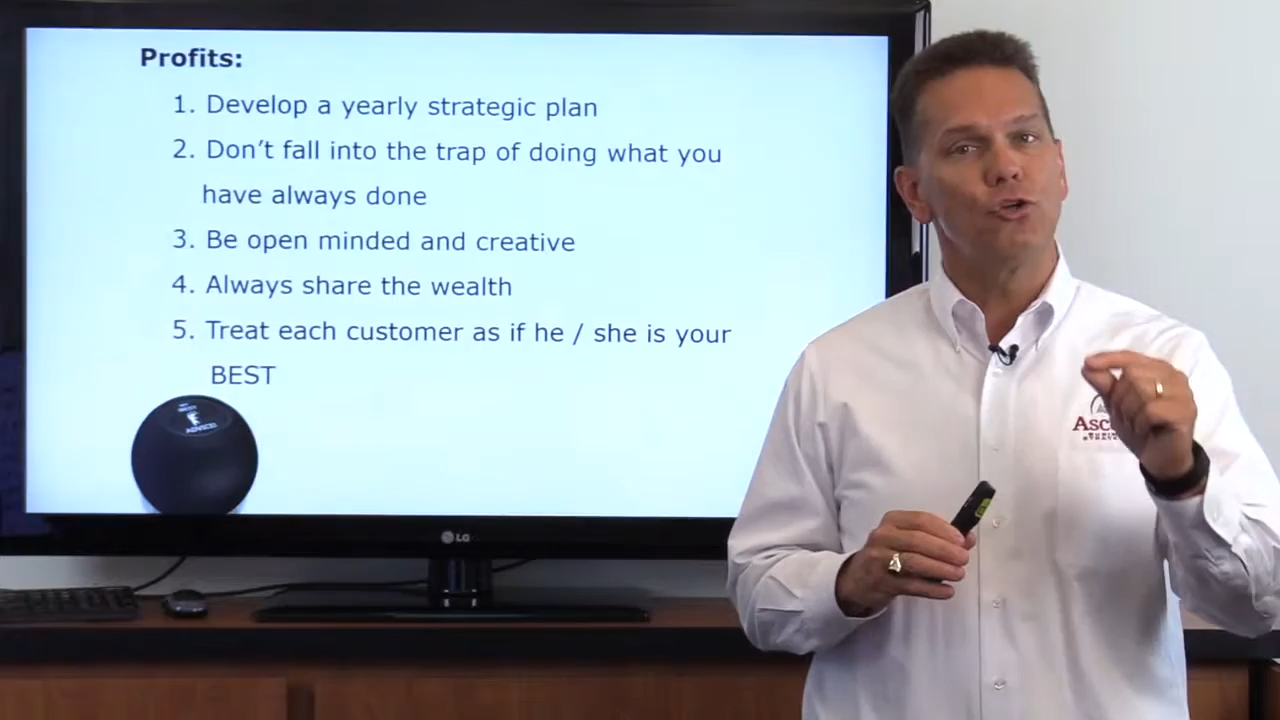 Profits:
1. Develop a yearly strategic plan
2. Don't fall into the trap of doing what you
have always done
3. Be open minded and creative
4. Always share the wealth
5. Treat each customer as if he / she is your
BEST
BEST
ADVICE!
LG